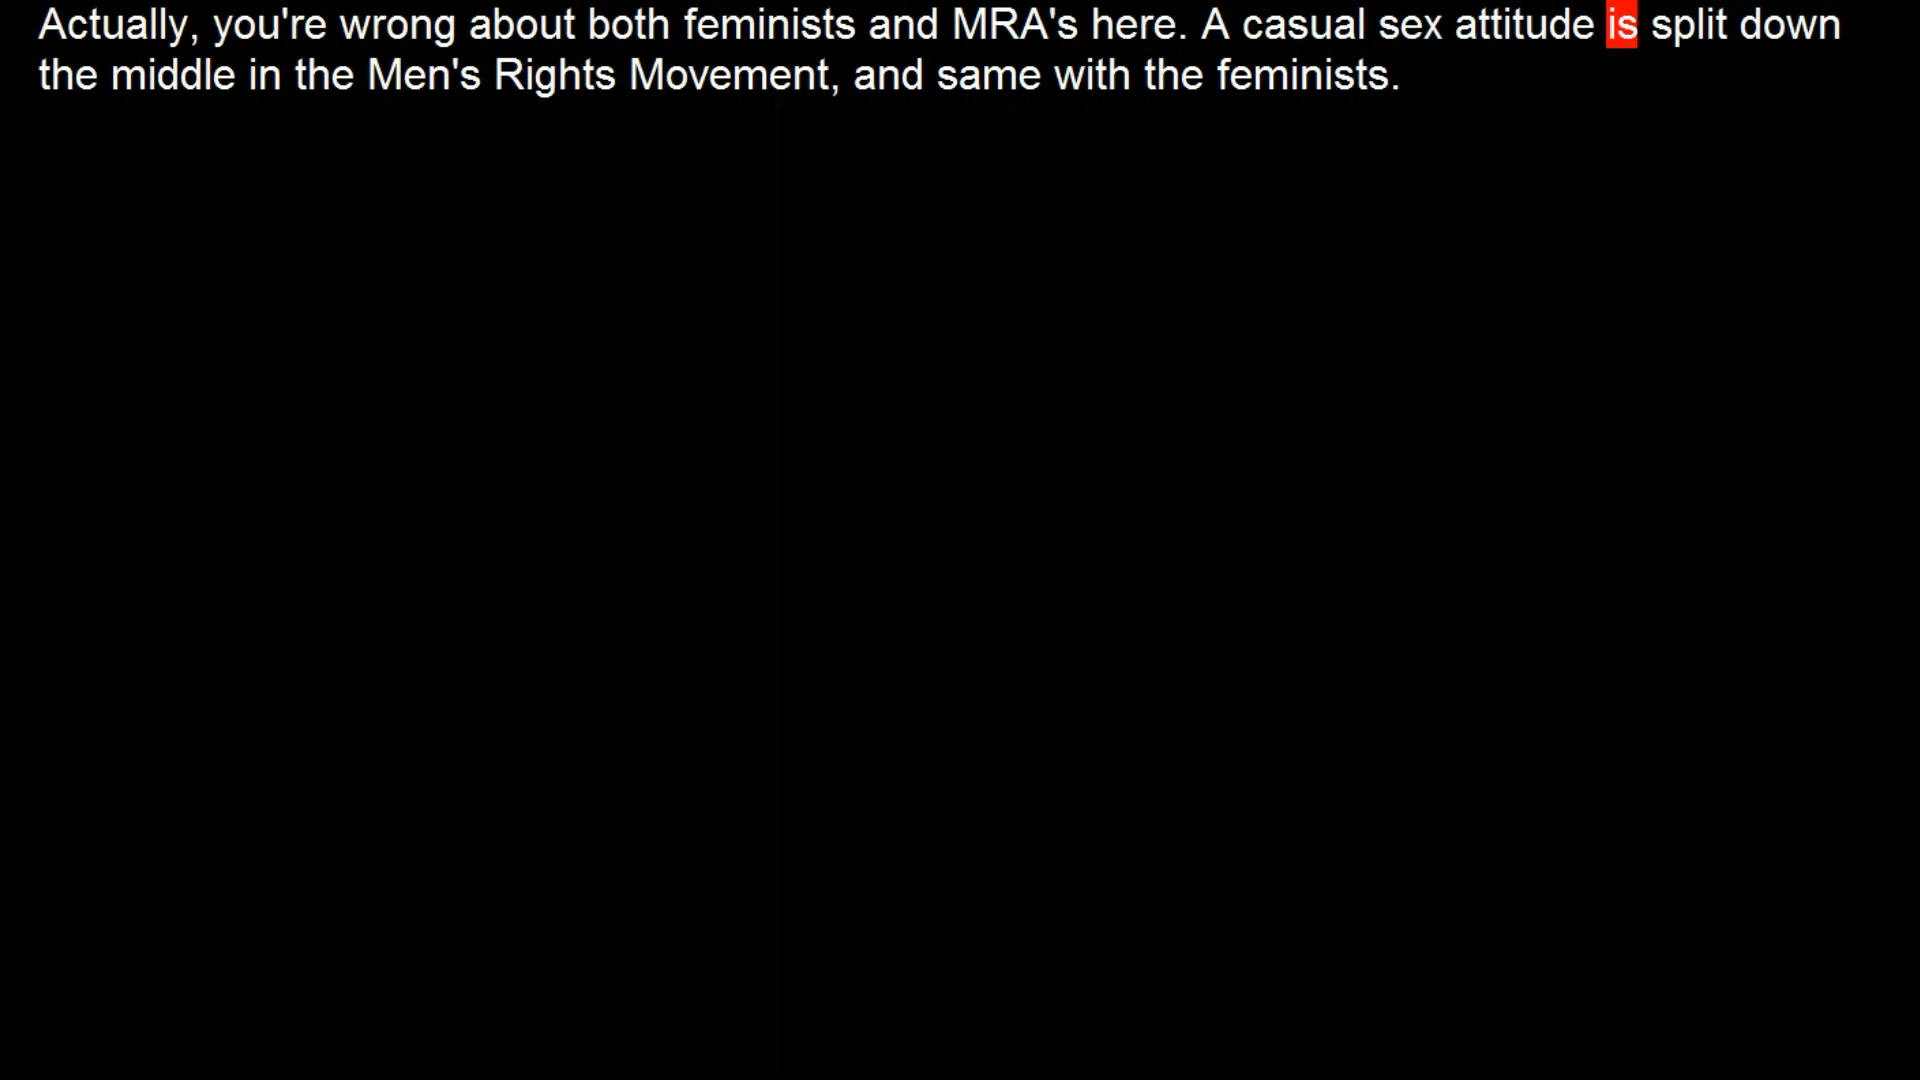 Actually, you're wrong about both feminists and MRA's here. A casual sex attitude is split down
the middle in the Men's Rights Movement, and same with the feminists.